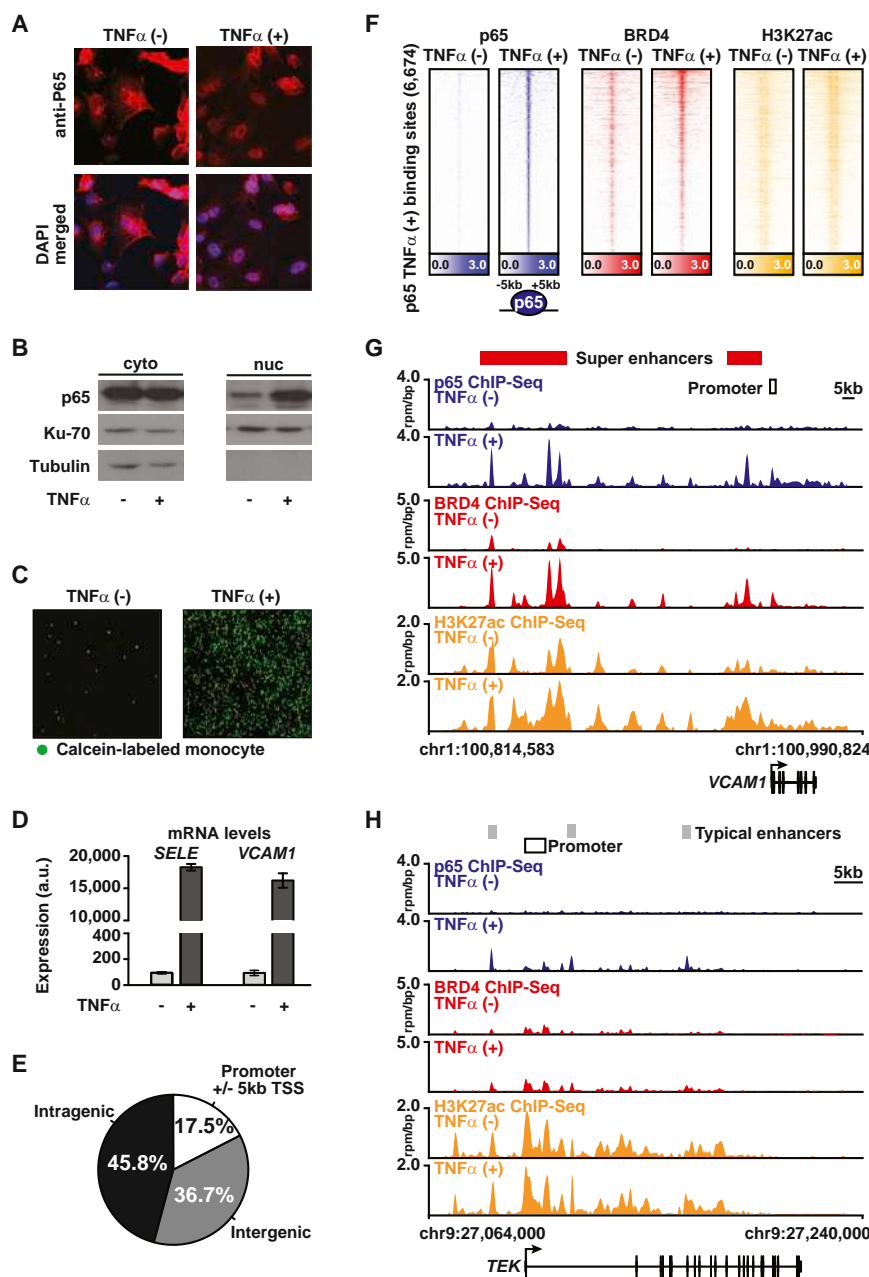 A
TNFα (-) TNFα (+)
anti-P65
DAPI merged
B
cyto nuc
p65
Ku-70
Tubulin
TNFα - + - +
C
TNFα (-) TNFα (+)
Calcein-labeled monocyte
D
mRNA levels
SELE VCAM1
Expression (a.u.)
20,000
15,000
10,000
400
200
0
TNFα - + - +
E
Promoter
+/- 5kb TSS
Intragenic
17.5%
45.8%
36.7%
Intergenic
F
p65 BRD4 H3K27ac
TNFα (-) TNFα (+) TNFα (-) TNFα (+) TNFα (-) TNFα (+)
p65 TNFα (+) binding sites (6,674)
0.0 3.0 0.0 3.0 0.0 3.0 0.0 3.0 0.0 3.0 0.0 3.0
-5kb +5kb
p65
G
Super enhancers
4.0 p65 ChIP-Seq
rpm/bp TNFα (-) Promoter 5kb
4.0 TNFα (+)
5.0 BRD4 ChIP-Seq
rpm/bp TNFα (-)
5.0 TNFα (+)
2.0 H3K27ac ChIP-Seq
rpm/bp TNFα (-)
2.0 TNFα (+)
chr1:100,814,583 chr1:100,990,824
VCAM1
H
Typical enhancers
Promoter
4.0 p65 ChIP-Seq
rpm/bp TNFα (-) 5kb
4.0 TNFα (+)
5.0 BRD4 ChIP-Seq
rpm/bp TNFα (-)
5.0 TNFα (+)
2.0 H3K27ac ChIP-Seq
rpm/bp TNFα (-)
2.0 TNFα (+)
chr9:27,064,000 chr9:27,240,000
TEK